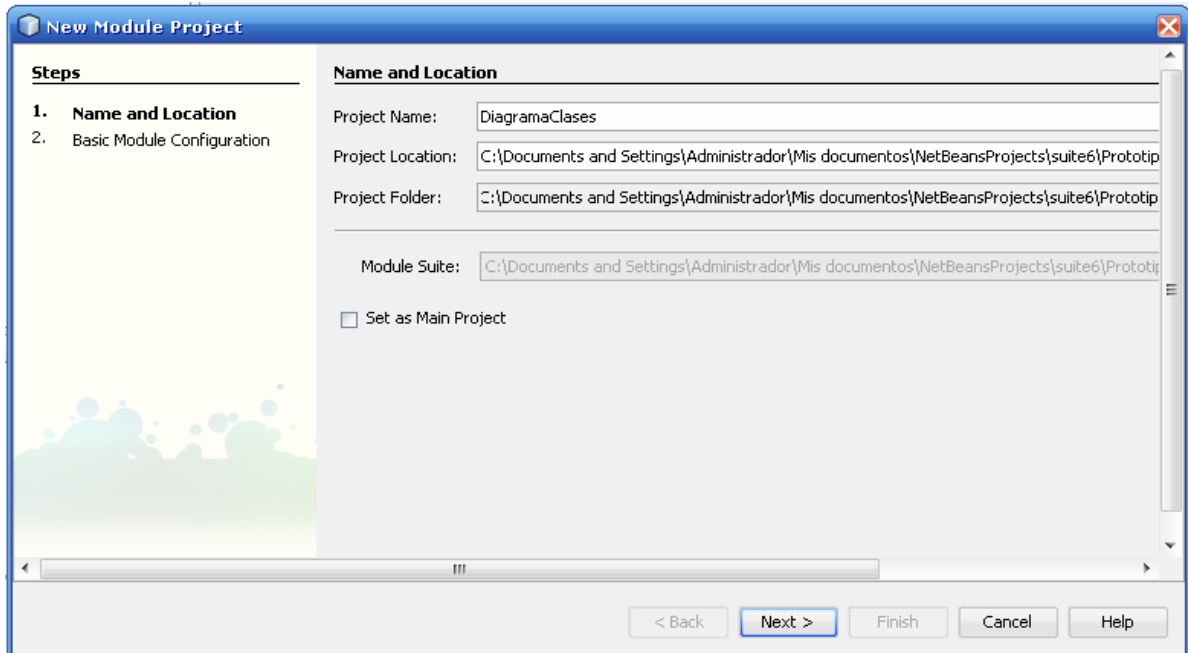 New Module Project
Steps
1. Name and Location
2. Basic Module Configuration
Name and Location
Project Name: DiagramaClases
Project Location: C:\Documents and Settings\Administrador\Mis documentos\NetBeansProjects\suite6\Prototip
Project Folder: C:\Documents and Settings\Administrador\Mis documentos\NetBeansProjects\suite6\Prototip
Module Suite: C:\Documents and Settings\Administrador\Mis documentos\NetBeansProjects\suite6\Prototip
Set as Main Project
< Back Next > Finish Cancel Help